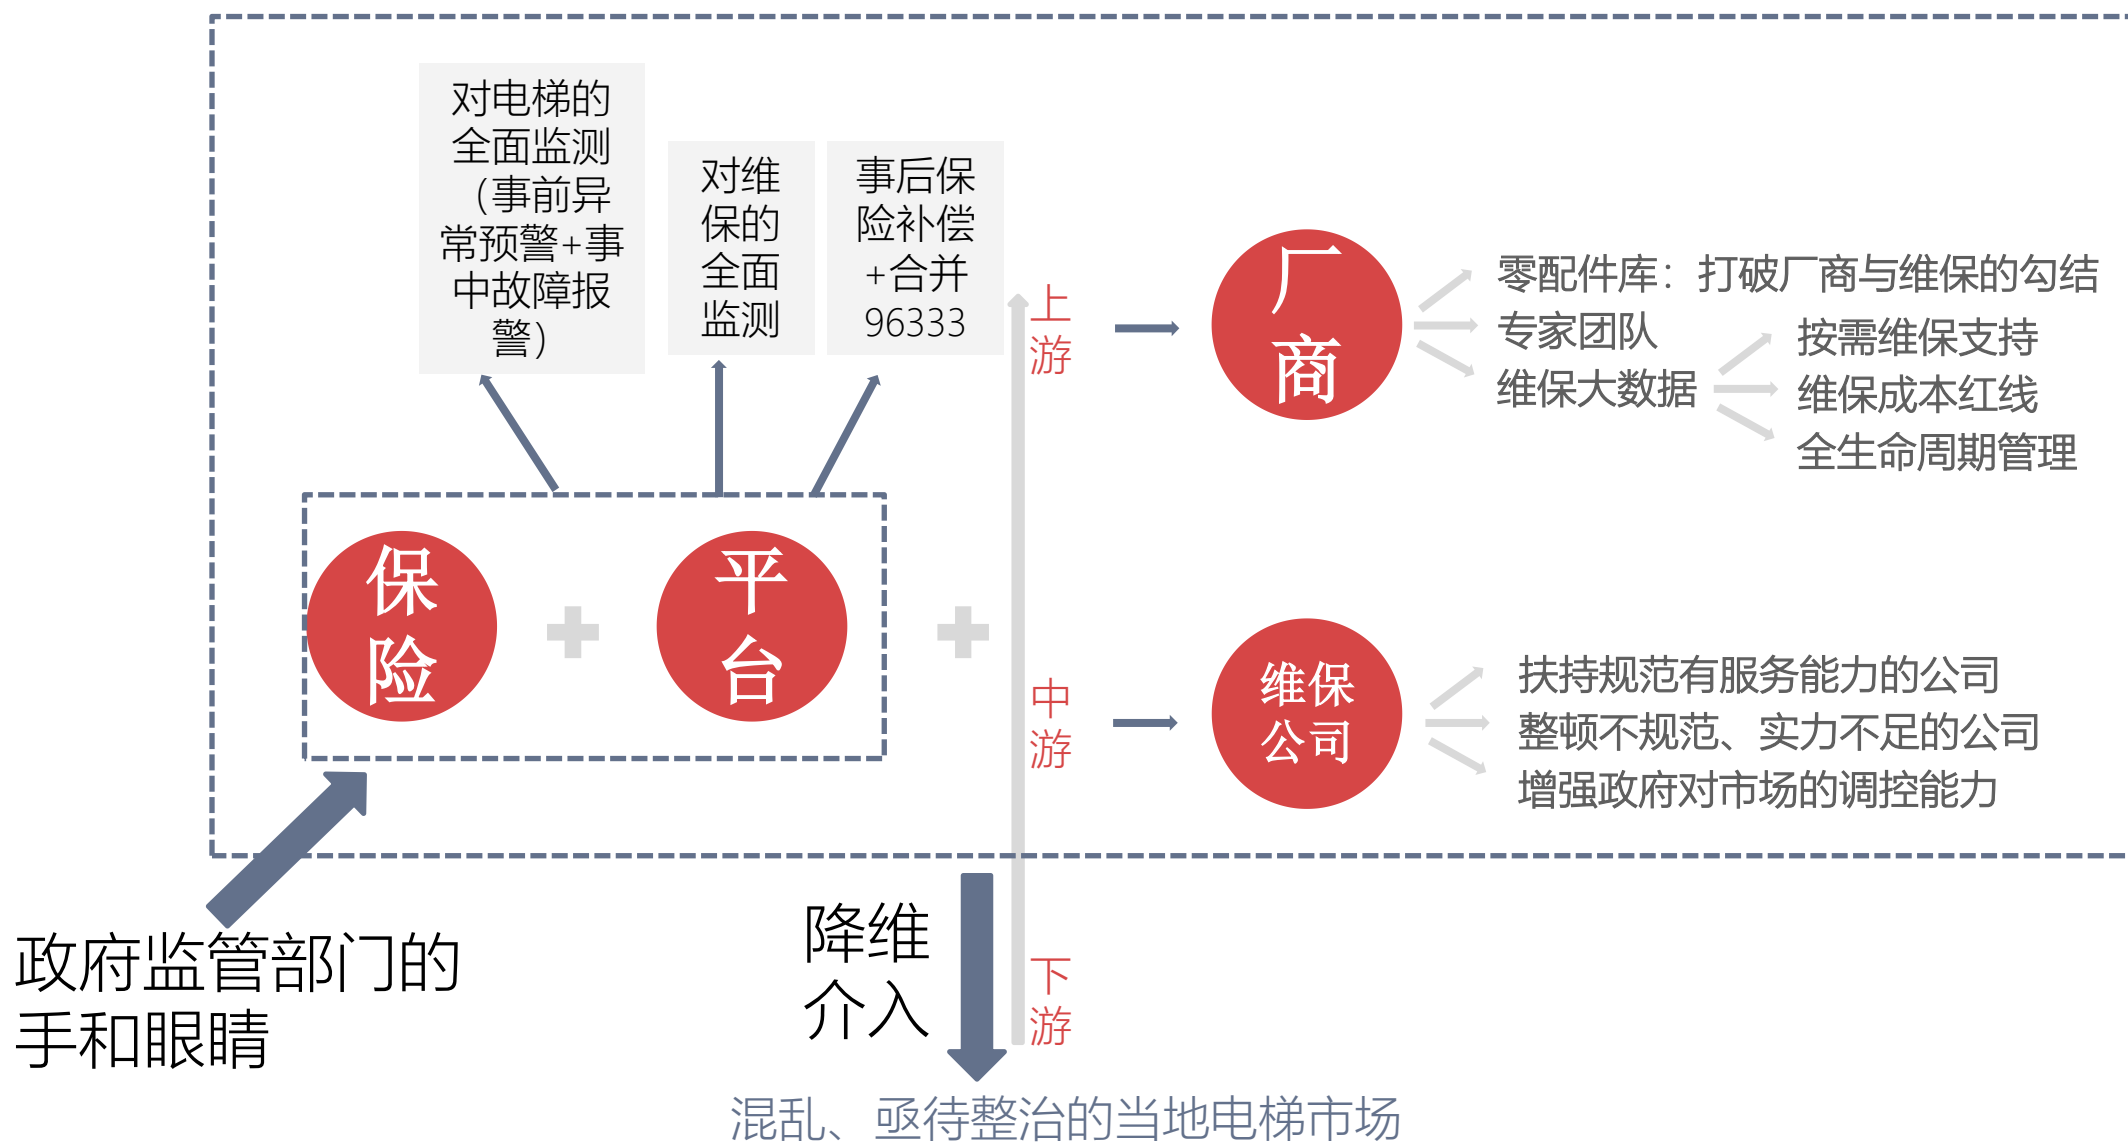 对电梯的
全面监测
（事前异
常预警+事
中故障报
警）
对维
保的
全面
监测
事后保
险补偿
+合并
96333
上
游
厂
商
零配件库：打破厂商与维保的勾结
专家团队
维保大数据
按需维保支持
维保成本红线
全生命周期管理
保
险
平
台
中
游
维保
公司
扶持规范有服务能力的公司
整顿不规范、实力不足的公司
增强政府对市场的调控能力
政府监管部门的
手和眼睛
降维
介入
下
游
混乱、亟待整治的当地电梯市场